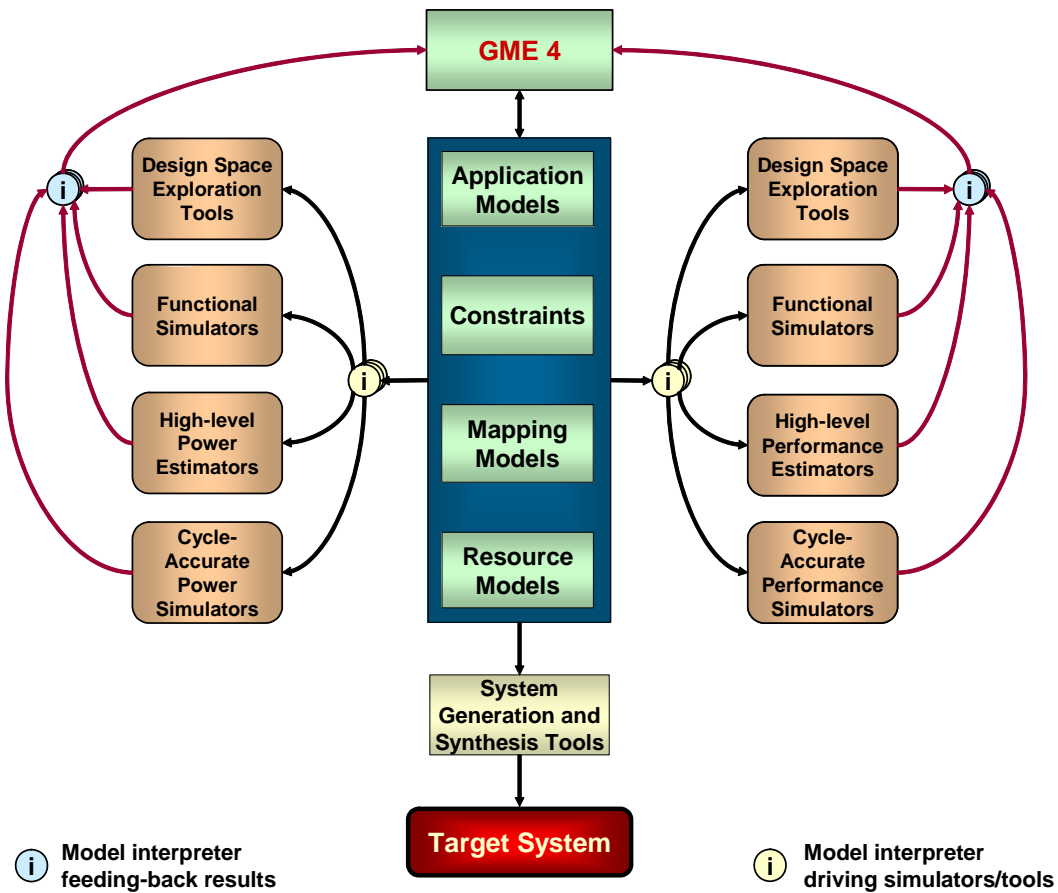 GME 4
i
Design Space
Exploration
Tools
Functional
Simulators
High-level
Power
Estimators
Cycle-
Accurate
Power
Simulators
i
Application
Models
Constraints
Mapping
Models
Resource
Models
i
Design Space
Exploration
Tools
Functional
Simulators
High-level
Performance
Estimators
Cycle-
Accurate
Performance
Simulators
i
System
Generation and
Synthesis Tools
Target System
i
Model interpreter
feeding-back results
i
Model interpreter
driving simulators/tools